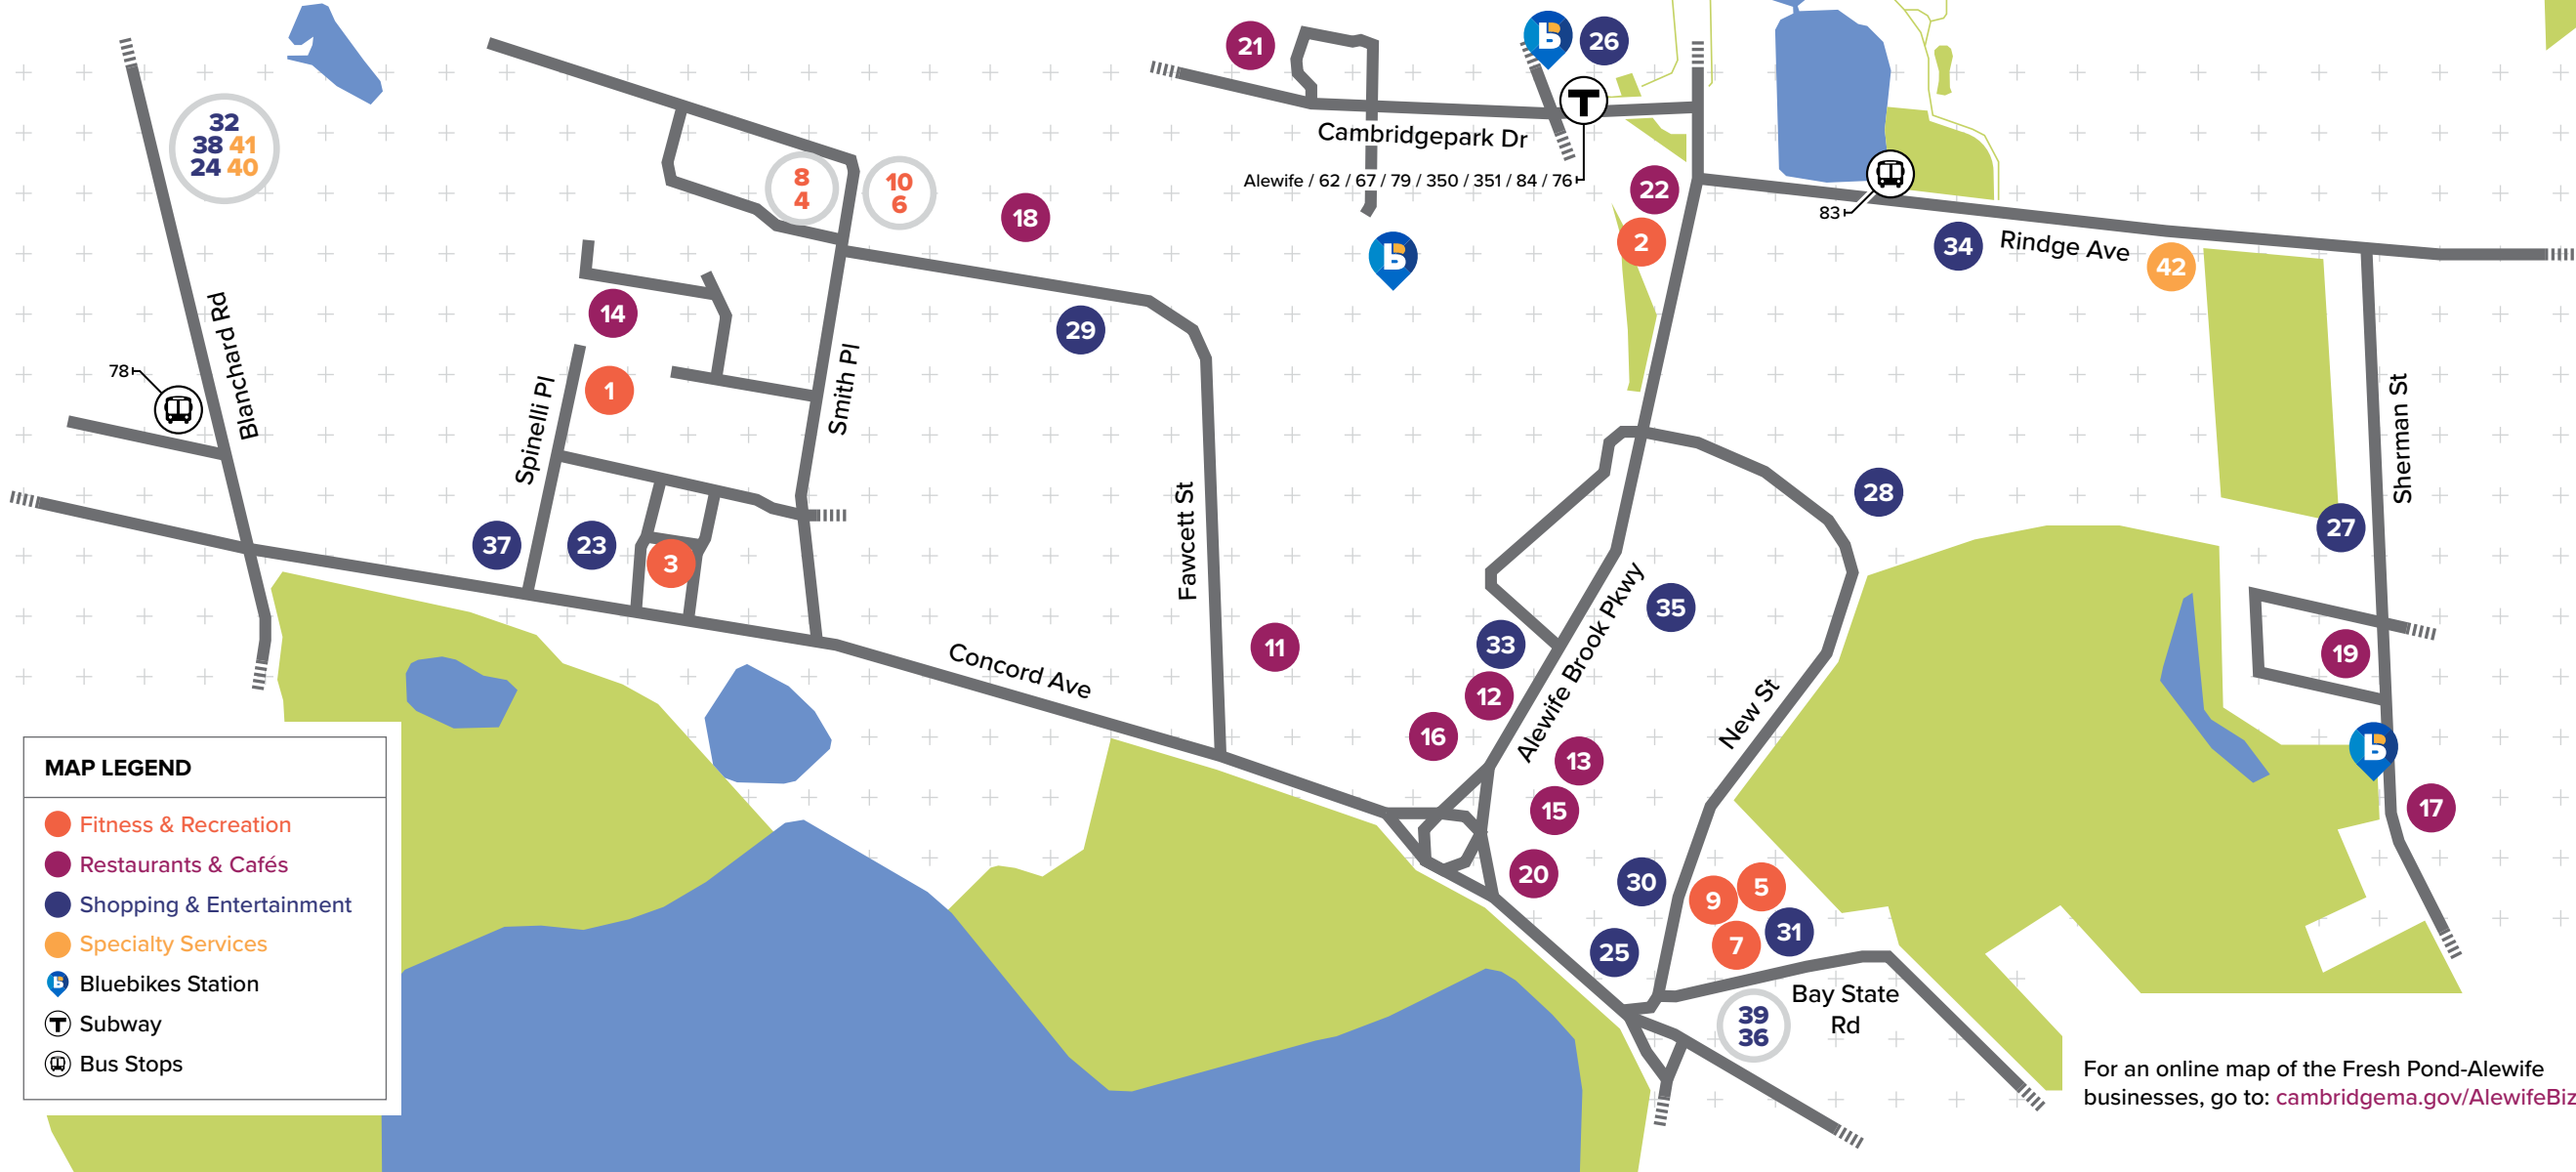 21
26
32
38 41
24 40
Cambridgepark Dr
Alewife / 62 / 67 / 79 / 350 / 351 / 84 / 76
8
4
10
6
18
22
2
83
34
Rindge Ave
42
14
29
Blanchard Rd
78
1
Spinelli Pl
Smith Pl
Fawcett St
Sherman St
28
27
37
23
3
35
33
11
12
16
Alewife Brook Pkwy
New St
19
Concord Ave
13
15
17
20
30
9
5
7
31
25
39
36
Bay State
Rd
MAP LEGEND
Fitness & Recreation
Restaurants & Cafés
Shopping & Entertainment
Specialty Services
b Bluebikes Station
T Subway
Bus Stops
b
T
b
b
For an online map of the Fresh Pond-Alewife
businesses, go to: cambridgema.gov/AlewifeBiz